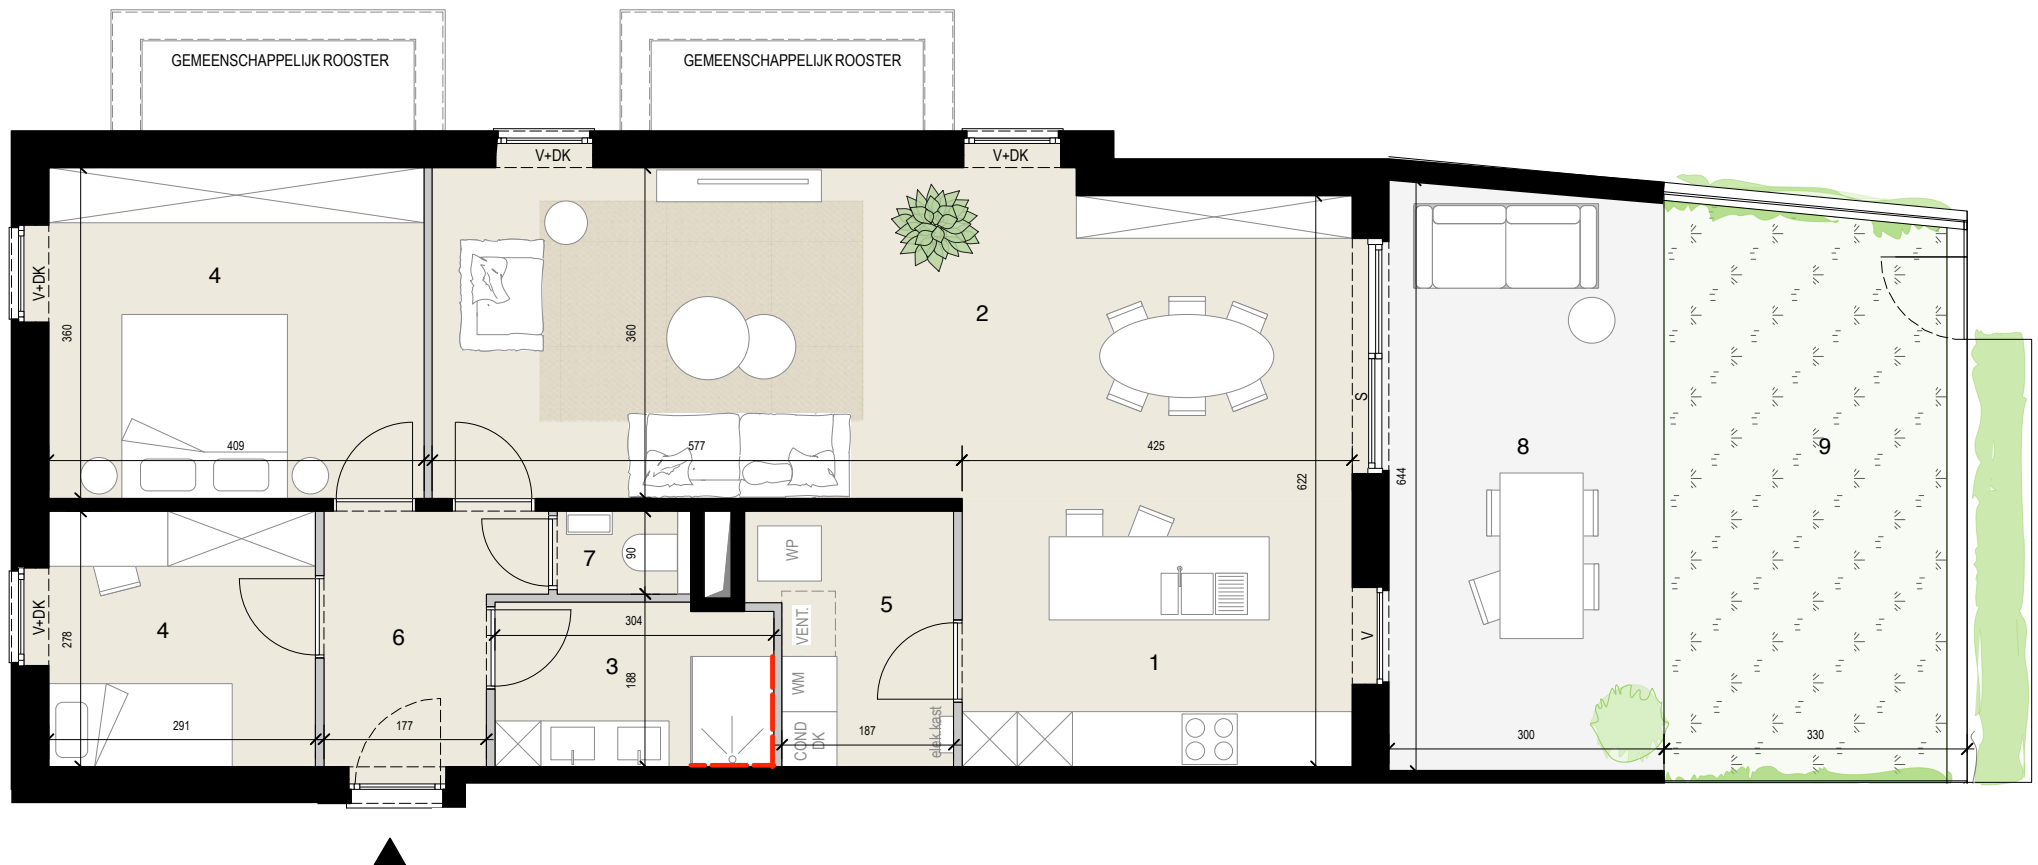 GEMEENSCHAPPELIJK ROOSTER
GEMEENSCHAPPELIJK ROOSTER
V+DK
V+DK
V+DK
4
360
360
2
409
577
425
S
622
644
8
9
V+DK
278
4
291
6
177
7
90
304
3
188
WP
VENT.
5
WM
COND
DK
187
elek.kast
1
V
300
330